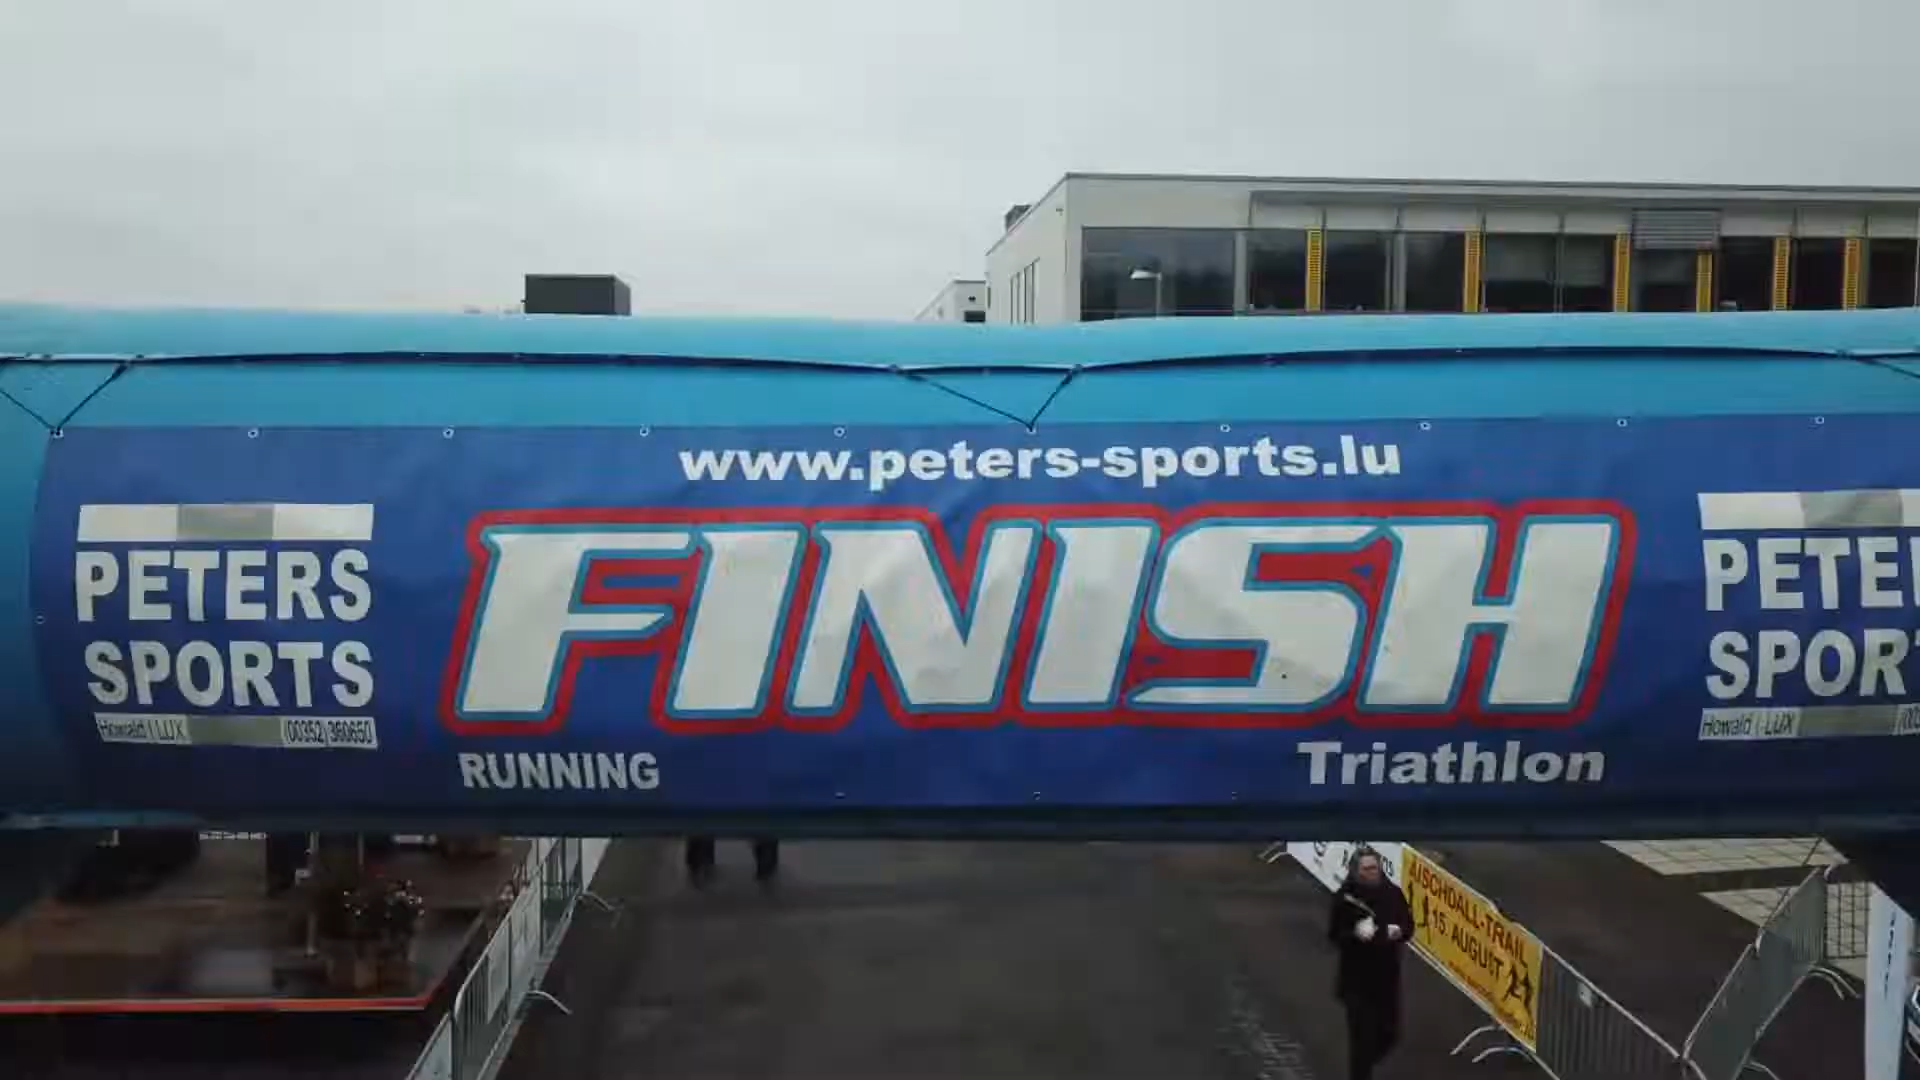 www.peters-sports.lu
PETERS
SPORTS
Howald | LUX (00352) 360650
FINISH
RUNNING
Triathlon
PETE
SPOR
Howald - LUX
AISCHDALL-TRAIL
15. AUGUST